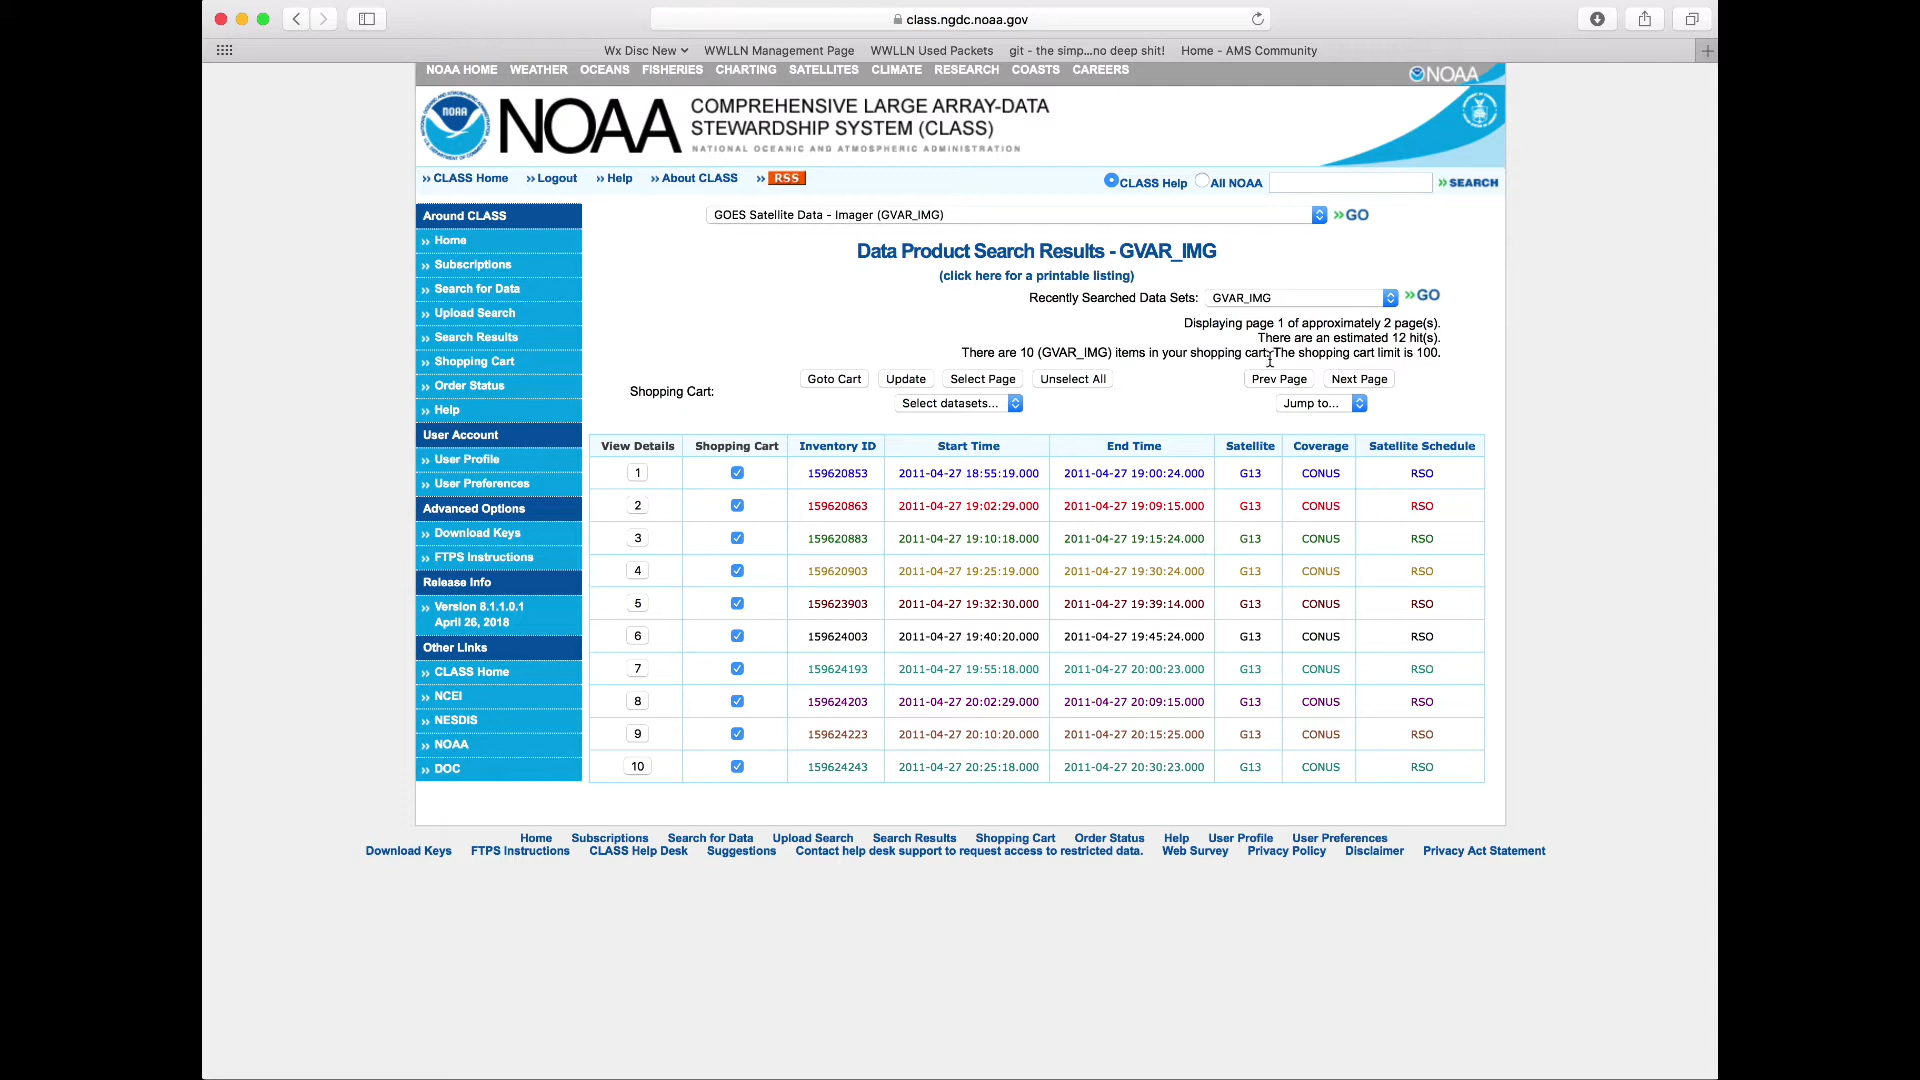 class.ngdc.noaa.gov
Wx Disc New WWLLN Management Page WWLLN Used Packets git - the simp...no deep shit! Home - AMS Community
NOAA HOME WEATHER OCEANS FISHERIES CHARTING SATELLITES CLIMATE RESEARCH COASTS CAREERS
NOAA
NOAA COMPREHENSIVE LARGE ARRAY-DATA
STEWARDSHIP SYSTEM (CLASS)
NATIONAL OCEANIC AND ATMOSPHERIC ADMINISTRATION
» CLASS Home » Logout » Help » About CLASS » RSS CLASS Help All NOAA » SEARCH
Around CLASS
» Home
» Subscriptions
» Search for Data
» Upload Search
» Search Results
» Shopping Cart
» Order Status
» Help
User Account
» User Profile
» User Preferences
Advanced Options
» Download Keys
» FTPS Instructions
Release Info
» Version 8.1.1.0.1
April 26, 2018
Other Links
» CLASS Home
» NCEI
» NESDIS
» NOAA
» DOC
GOES Satellite Data - Imager (GVAR_IMG) » GO
Data Product Search Results - GVAR_IMG
(click here for a printable listing)
Recently Searched Data Sets: GVAR_IMG » GO
Displaying page 1 of approximately 2 page(s).
There are an estimated 12 hit(s).
There are 10 (GVAR_IMG) items in your shopping cart. The shopping cart limit is 100.
Shopping Cart: Goto Cart Update Select Page Unselect All Prev Page Next Page
Select datasets... Jump to...
View Details Shopping Cart Inventory ID Start Time End Time Satellite Coverage Satellite Schedule
1 159620853 2011-04-27 18:55:19.000 2011-04-27 19:00:24.000 G13 CONUS RSO
2 159620863 2011-04-27 19:02:29.000 2011-04-27 19:09:15.000 G13 CONUS RSO
3 159620883 2011-04-27 19:10:18.000 2011-04-27 19:15:24.000 G13 CONUS RSO
4 159620903 2011-04-27 19:25:19.000 2011-04-27 19:30:24.000 G13 CONUS RSO
5 159623903 2011-04-27 19:32:30.000 2011-04-27 19:39:14.000 G13 CONUS RSO
6 159624003 2011-04-27 19:40:20.000 2011-04-27 19:45:24.000 G13 CONUS RSO
7 159624193 2011-04-27 19:55:18.000 2011-04-27 20:00:23.000 G13 CONUS RSO
8 159624203 2011-04-27 20:02:29.000 2011-04-27 20:09:15.000 G13 CONUS RSO
9 159624223 2011-04-27 20:10:20.000 2011-04-27 20:15:25.000 G13 CONUS RSO
10 159624243 2011-04-27 20:25:18.000 2011-04-27 20:30:23.000 G13 CONUS RSO
Home Subscriptions Search for Data Upload Search Search Results Shopping Cart Order Status Help User Profile User Preferences
Download Keys FTPS Instructions CLASS Help Desk Suggestions Contact help desk support to request access to restricted data. Web Survey Privacy Policy Disclaimer Privacy Act Statement